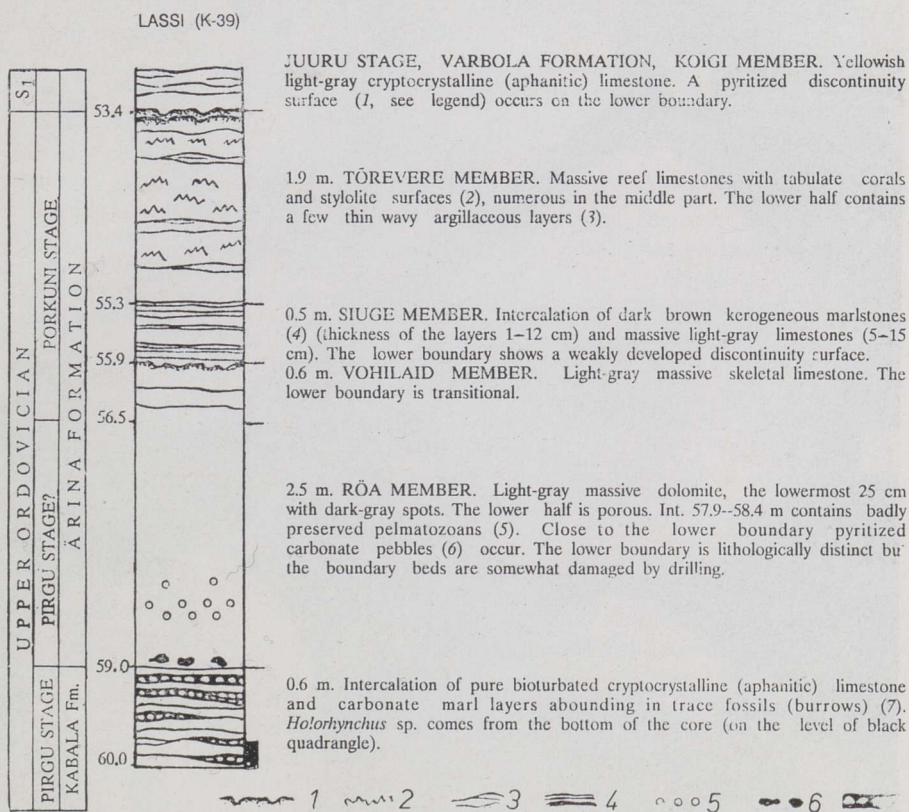 LASSI (K-39)
JUURU STAGE, VARBOLA FORMATION, KOIGI MEMBER. Yellowish
light-gray cryptocrystalline (aphanitic) limestone. A pyritized discontinuity
surface (1, see legend) occurs on the lower boundary.
S1
53.4
1.9 m. TÕREVERE MEMBER. Massive reef limestones with tabulate corals
and stylolite surfaces (2), numerous in the middle part. The lower half contains
a few thin wavy argillaceous layers (3).
UPPER ORDOVICIAN
PORKUNI STAGE
ÄRINA FORMATION
55.3
0.5 m. SIUGE MEMBER. Intercalation of dark brown kerogeneous marlstones
(4) (thickness of the layers 1–12 cm) and massive light-gray limestones (5–15
cm). The lower boundary shows a weakly developed discontinuity surface.
55.9
0.6 m. VOHILAID MEMBER. Light-gray massive skeletal limestone. The
lower boundary is transitional.
56.5
PIRGU STAGE?
2.5 m. RÖA MEMBER. Light-gray massive dolomite, the lowermost 25 cm
with dark-gray spots. The lower half is porous. Int. 57.9--58.4 m contains badly
preserved pelmatozoans (5). Close to the lower boundary pyritized
carbonate pebbles (6) occur. The lower boundary is lithologically distinct bu
the boundary beds are somewhat damaged by drilling.
59.0
PIRGU STAGE
KABALA Fm.
0.6 m. Intercalation of pure bioturbated cryptocrystalline (aphanitic) limestone
and carbonate marl layers abounding in trace fossils (burrows) (7).
Holorhynchus sp. comes from the bottom of the core (on the level of black
quadrangle).
60.0
1 2 3 4 5 6